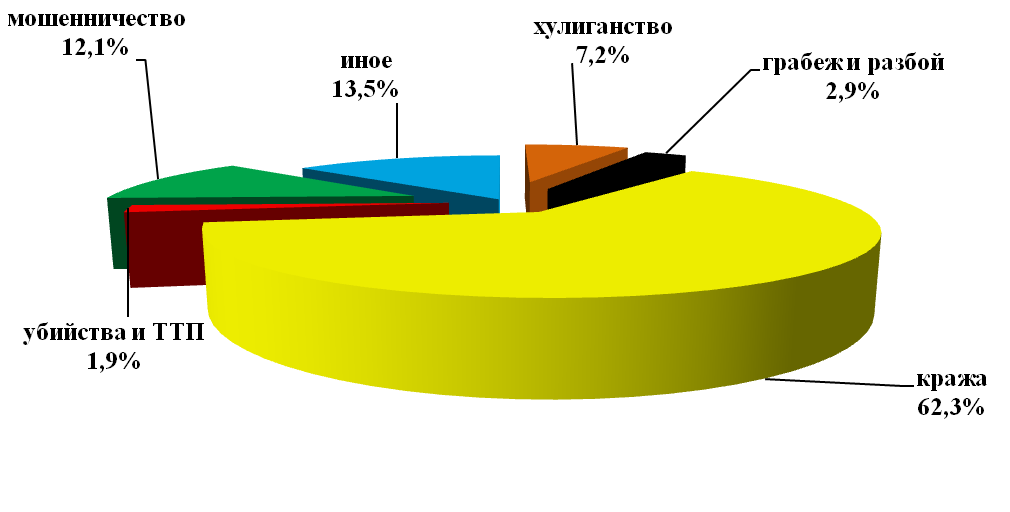 мошенничество
12,1%
иное
13,5%
хулиганство
7,2%
грабеж и разбой
2,9%
убийства и ТТП
1,9%
кража
62,3%